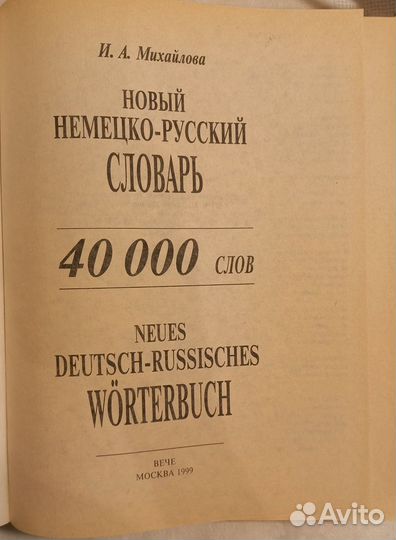 И. А. Михайлова
НОВЫЙ
НЕМЕЦКО-РУССКИЙ
СЛОВАРЬ
40 000 СЛОВ
NEUES
DEUTSCH-RUSSISCHES
WÖRTERBUCH
ВЕЧЕ
МОСКВА 1999
Avito